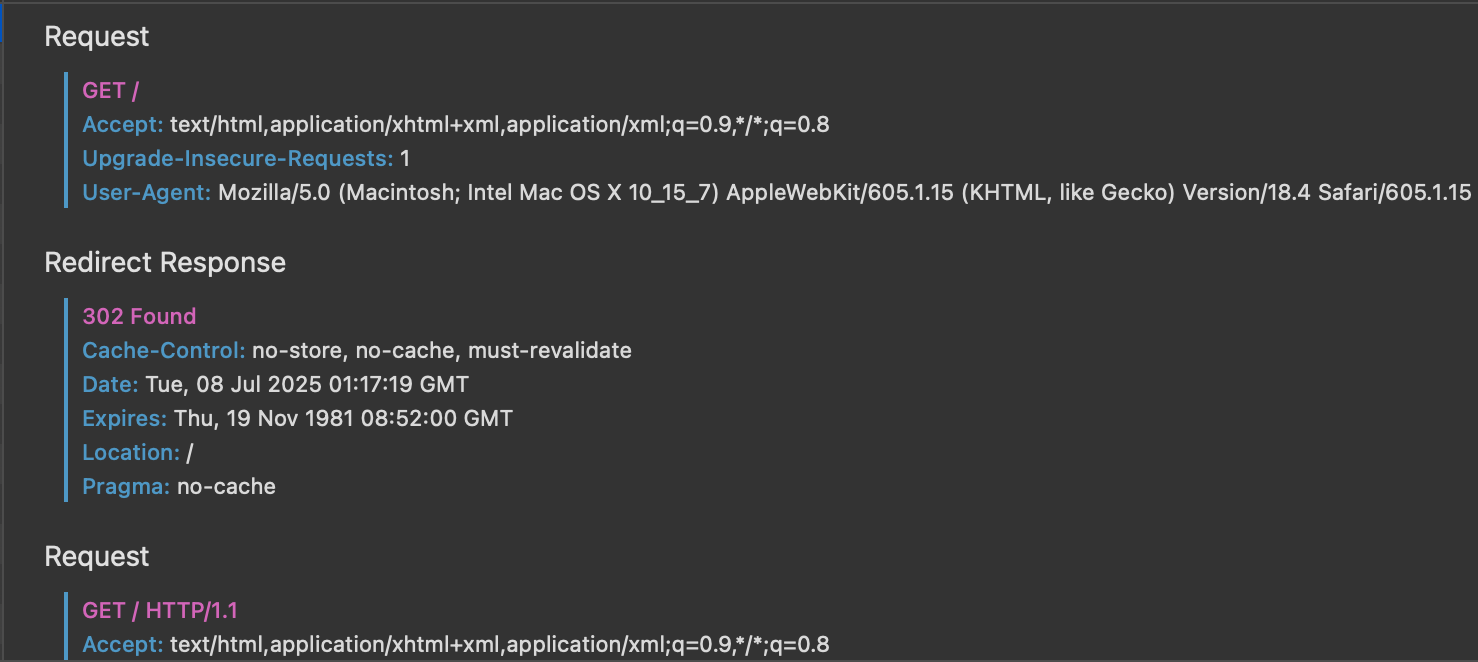 Request
GET /
Accept: text/html,application/xhtml+xml,application/xml;q=0.9,*/*;q=0.8
Upgrade-Insecure-Requests: 1
User-Agent: Mozilla/5.0 (Macintosh; Intel Mac OS X 10_15_7) AppleWebKit/605.1.15 (KHTML, like Gecko) Version/18.4 Safari/605.1.15
Redirect Response
302 Found
Cache-Control: no-store, no-cache, must-revalidate
Date: Tue, 08 Jul 2025 01:17:19 GMT
Expires: Thu, 19 Nov 1981 08:52:00 GMT
Location: /
Pragma: no-cache
Request
GET / HTTP/1.1
Accept: text/html,application/xhtml+xml,application/xml;q=0.9,*/*;q=0.8